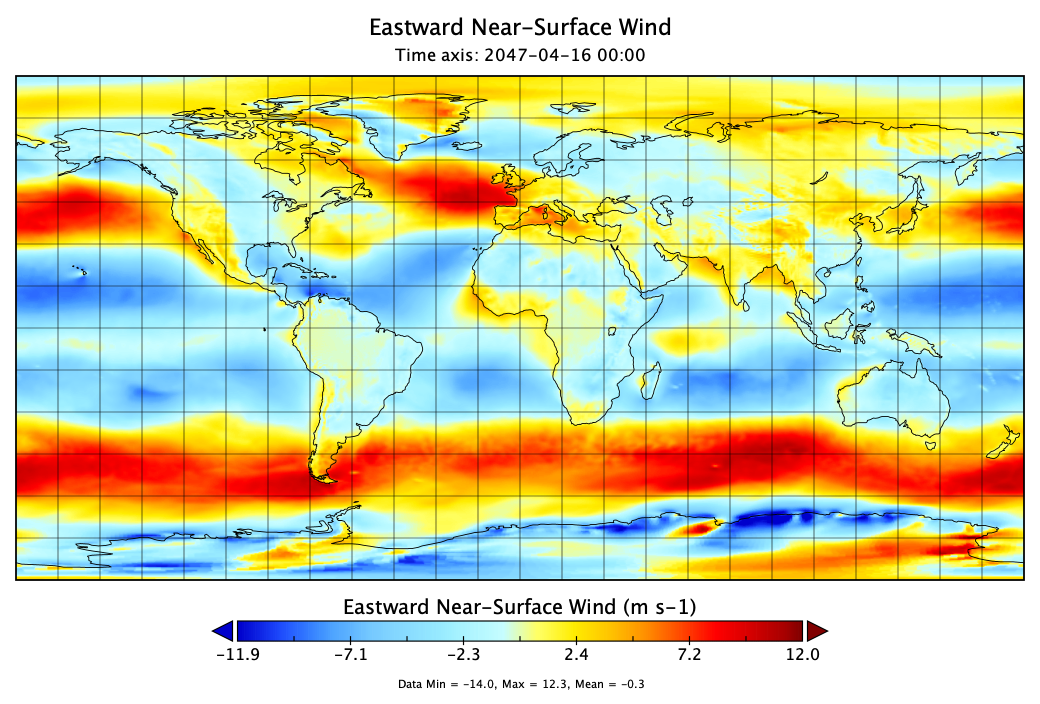 Eastward Near-Surface Wind
Time axis: 2047-04-16 00:00
Eastward Near-Surface Wind (m s-1)
-11.9 -7.1 -2.3 2.4 7.2 12.0
Data Min = -14.0, Max = 12.3, Mean = -0.3